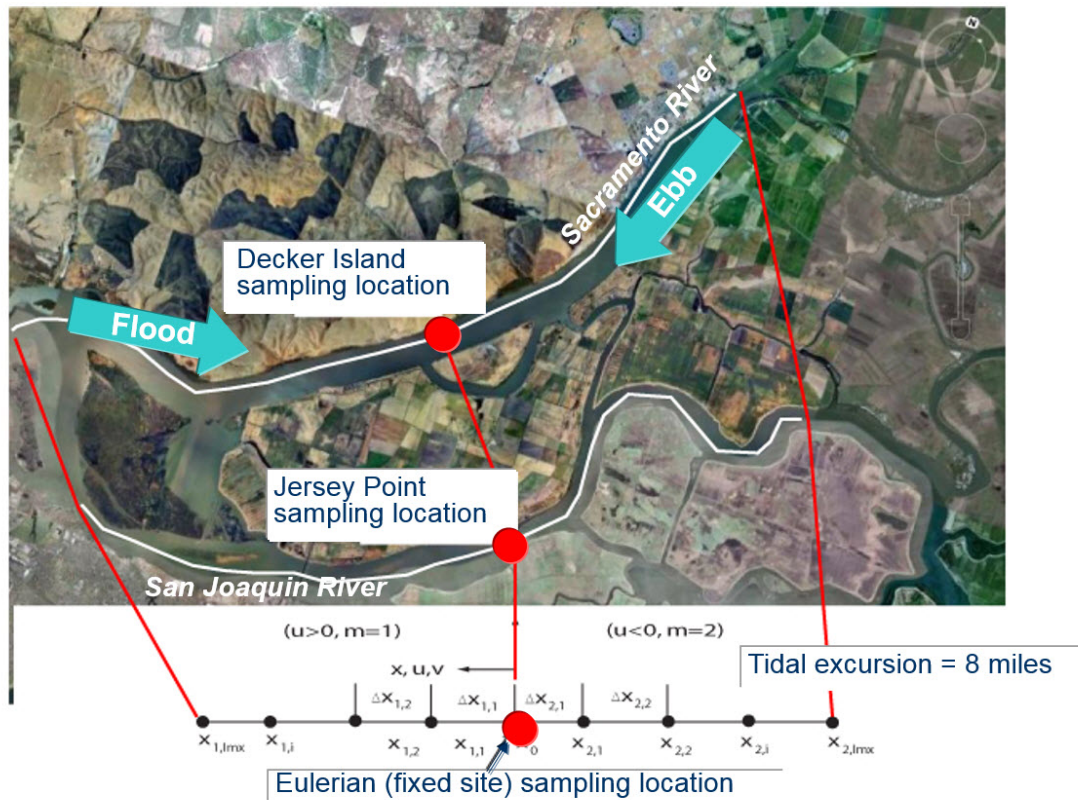 N
Sacramento River
Ebb
Decker Island
sampling location
Flood
Jersey Point
sampling location
San Joaquin River
(u>0, m=1)
(u<0, m=2)
Tidal excursion = 8 miles
x, u,v
Δx1,2
Δx1,1
Δx2,1
Δx2,2
x1,Imx
x1,i
x1,2
x1,1
x0
x2,1
x2,2
x2,i
x2,Imx
Eulerian (fixed site) sampling location